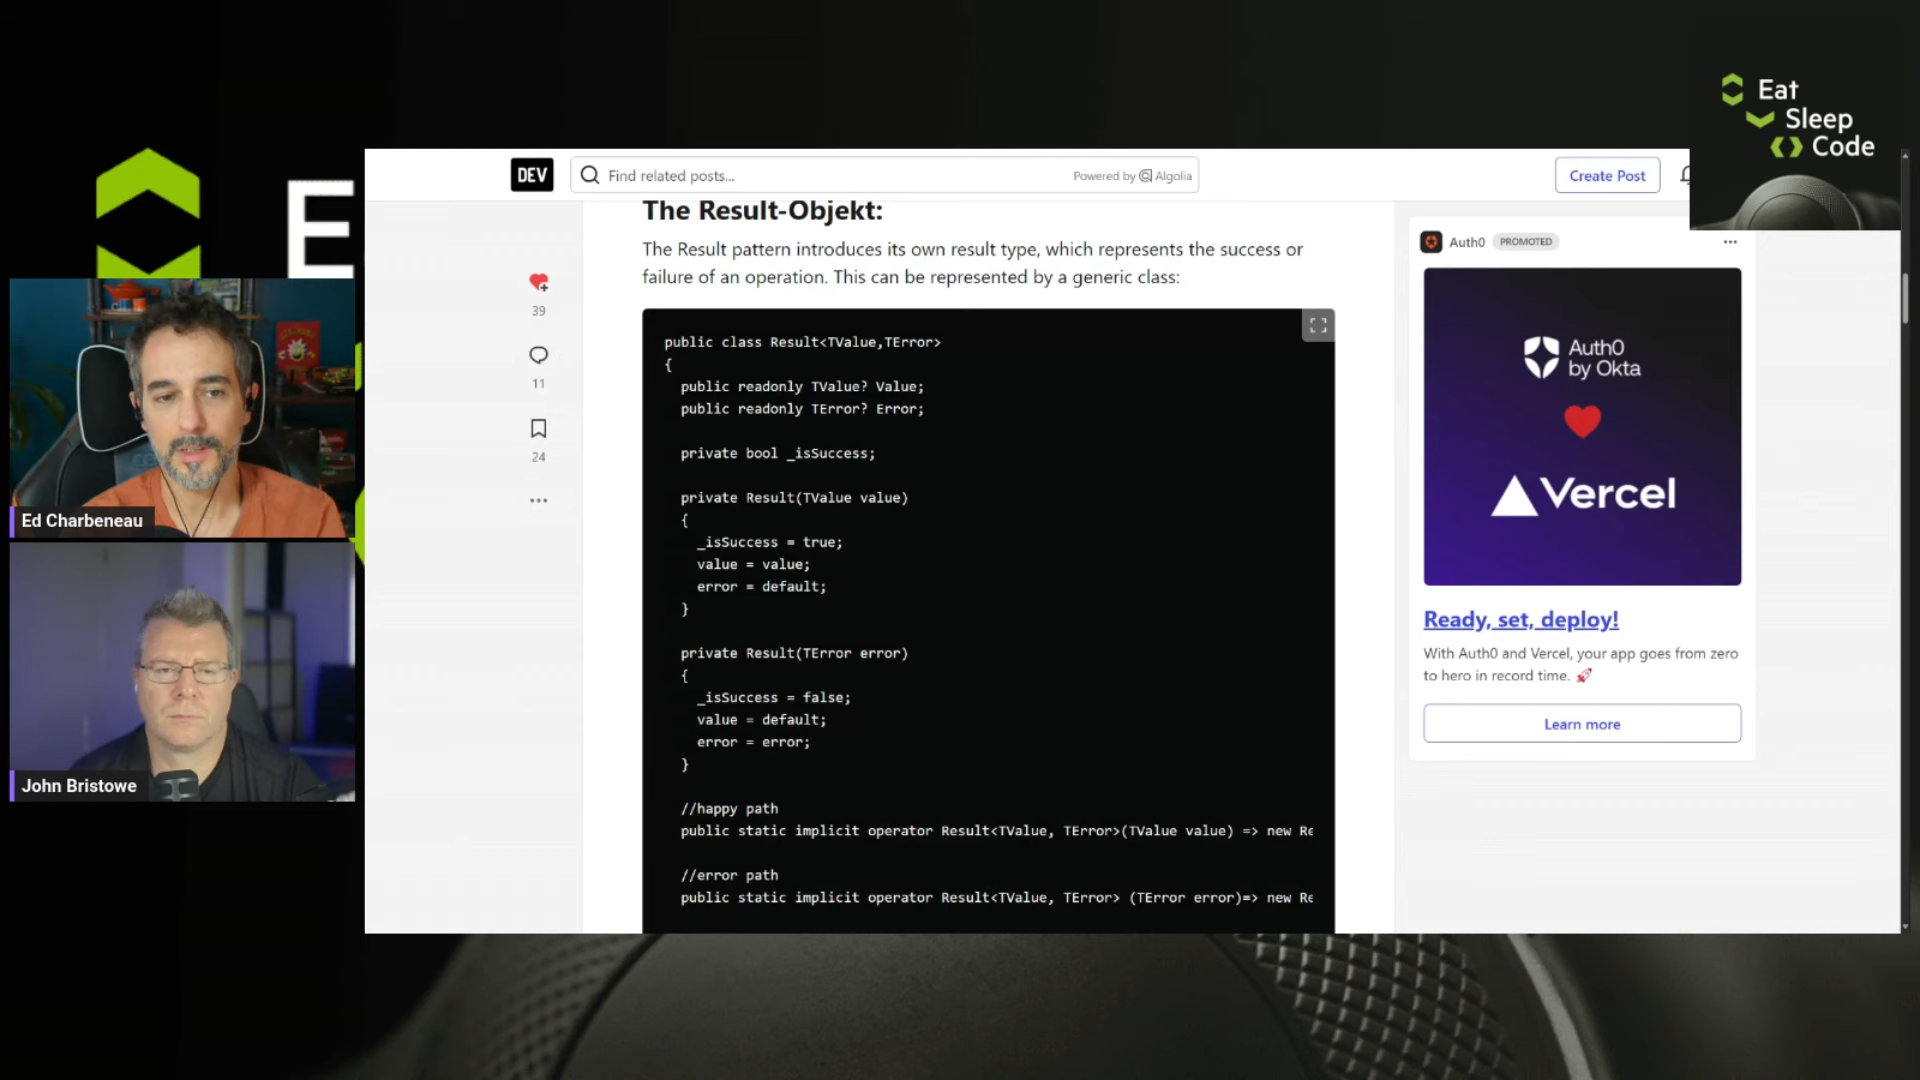 Eat
Sleep
Code
E
DEV
Find related posts...
Powered by Algolia
Create Post
The Result-Objekt:
The Result pattern introduces its own result type, which represents the success or
failure of an operation. This can be represented by a generic class:
39
11
24
public class Result<TValue,TError>
{
public readonly TValue? Value;
public readonly TError? Error;
private bool _isSuccess;
private Result(TValue value)
{
_isSuccess = true;
value = value;
error = default;
}
private Result(TError error)
{
_isSuccess = false;
value = default;
error = error;
}
//happy path
public static implicit operator Result<TValue, TError>(TValue value) => new Re
//error path
public static implicit operator Result<TValue, TError> (TError error)=> new Re
Auth0 PROMOTED
Auth0
by Okta
Vercel
Ready, set, deploy!
With Auth0 and Vercel, your app goes from zero
to hero in record time. 🚀
Learn more
Ed Charbeneau
John Bristowe